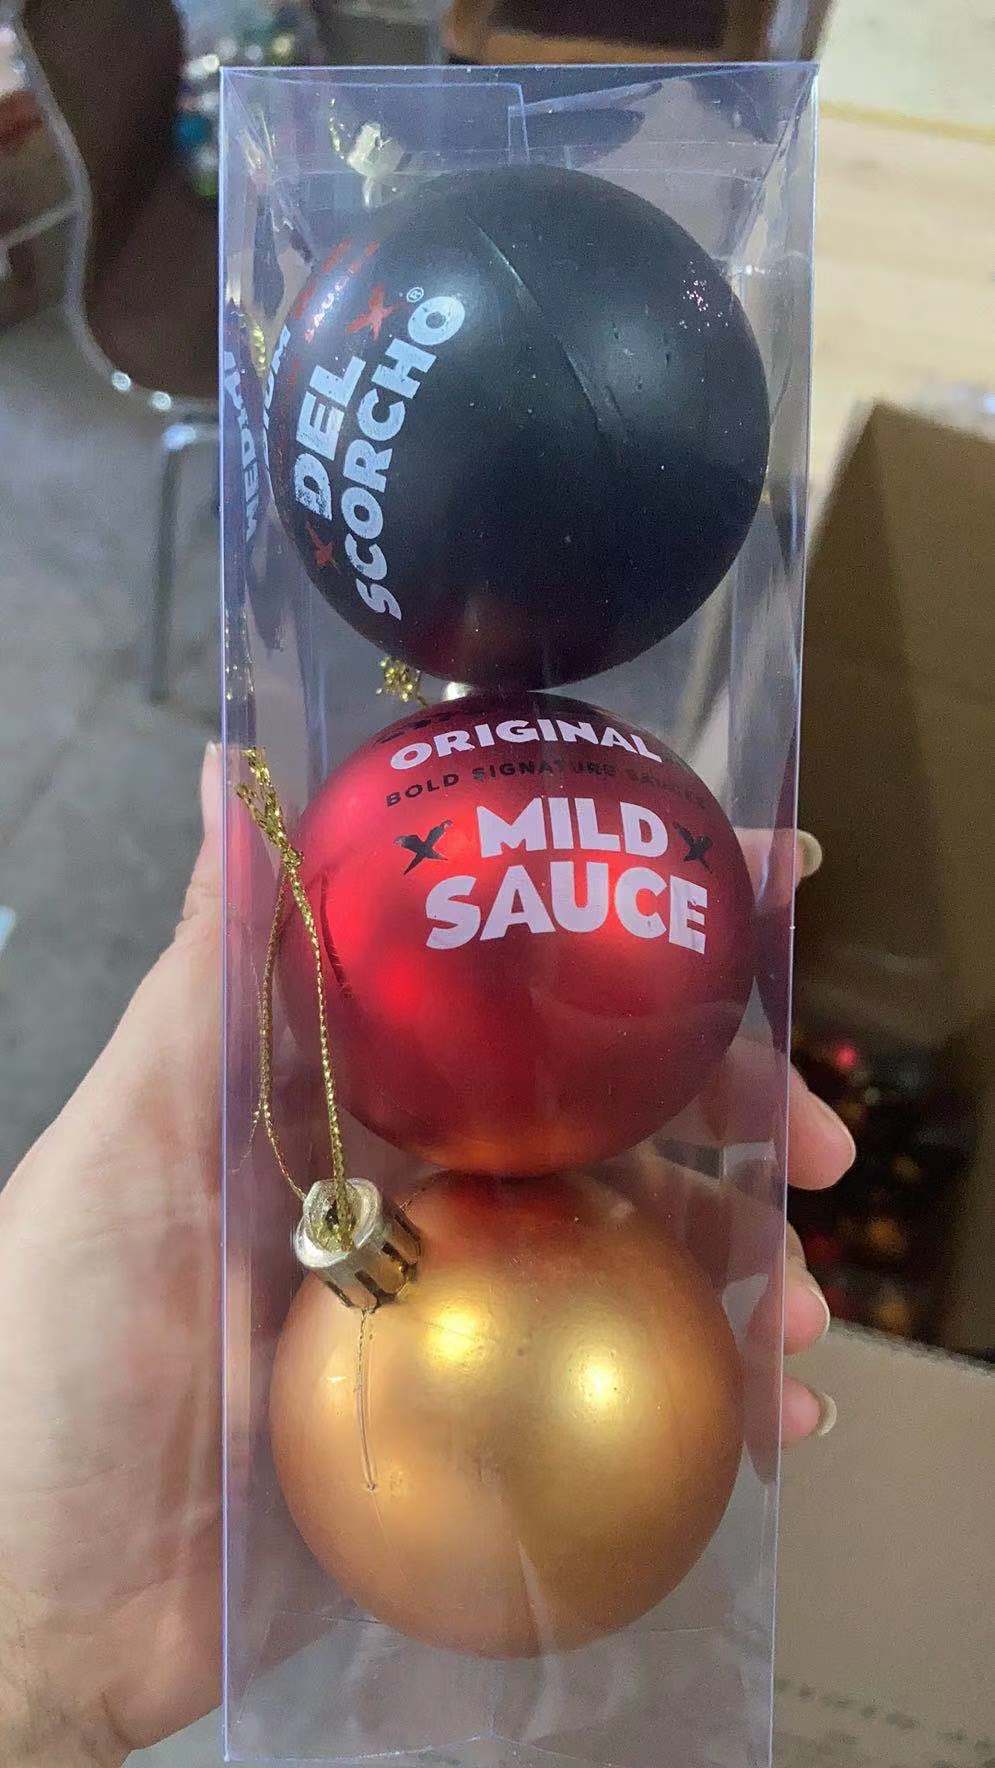 DEL
SCORCHO®
ORIGINAL
BOLD SIGNATURE SAUCES
MILD
SAUCE